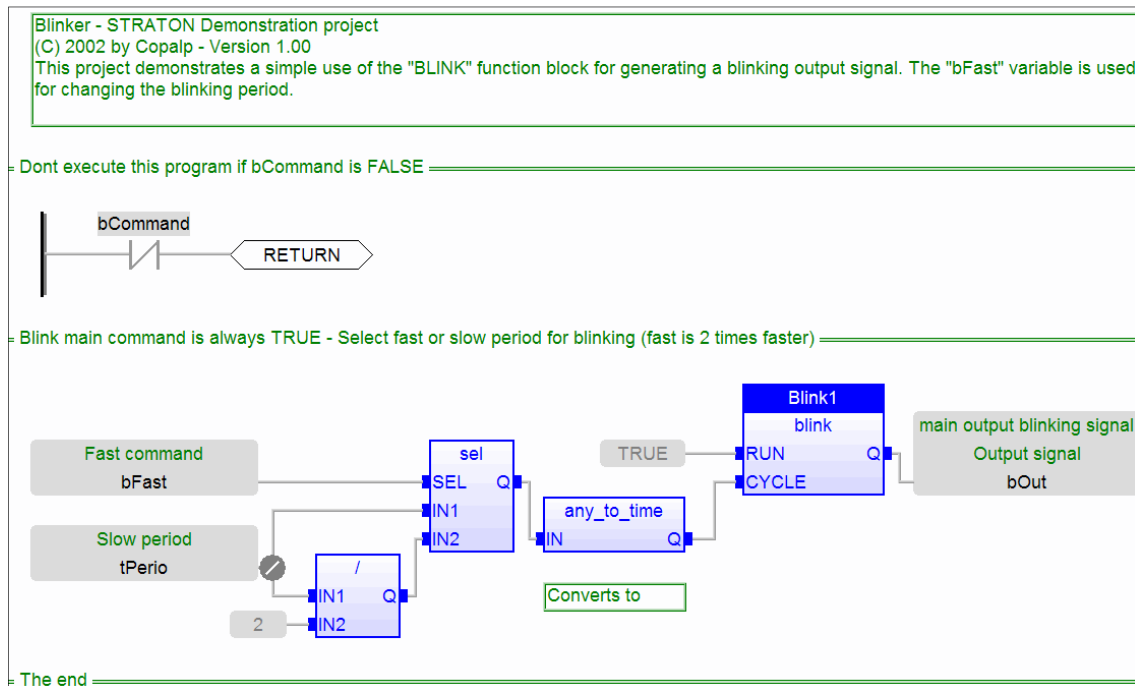 Blinker - STRATON Demonstration project
(C) 2002 by Copalp - Version 1.00
This project demonstrates a simple use of the "BLINK" function block for generating a blinking output signal. The "bFast" variable is used
for changing the blinking period.
Dont execute this program if bCommand is FALSE
bCommand
RETURN
Blink main command is always TRUE - Select fast or slow period for blinking (fast is 2 times faster)
Fast command
bFast
Slow period
tPerio
2
/
IN1 Q
IN2
sel
SEL Q
IN1
IN2
any_to_time
IN Q
Converts to
TRUE
Blink1
blink
RUN Q
CYCLE
main output blinking signal
Output signal
bOut
The end